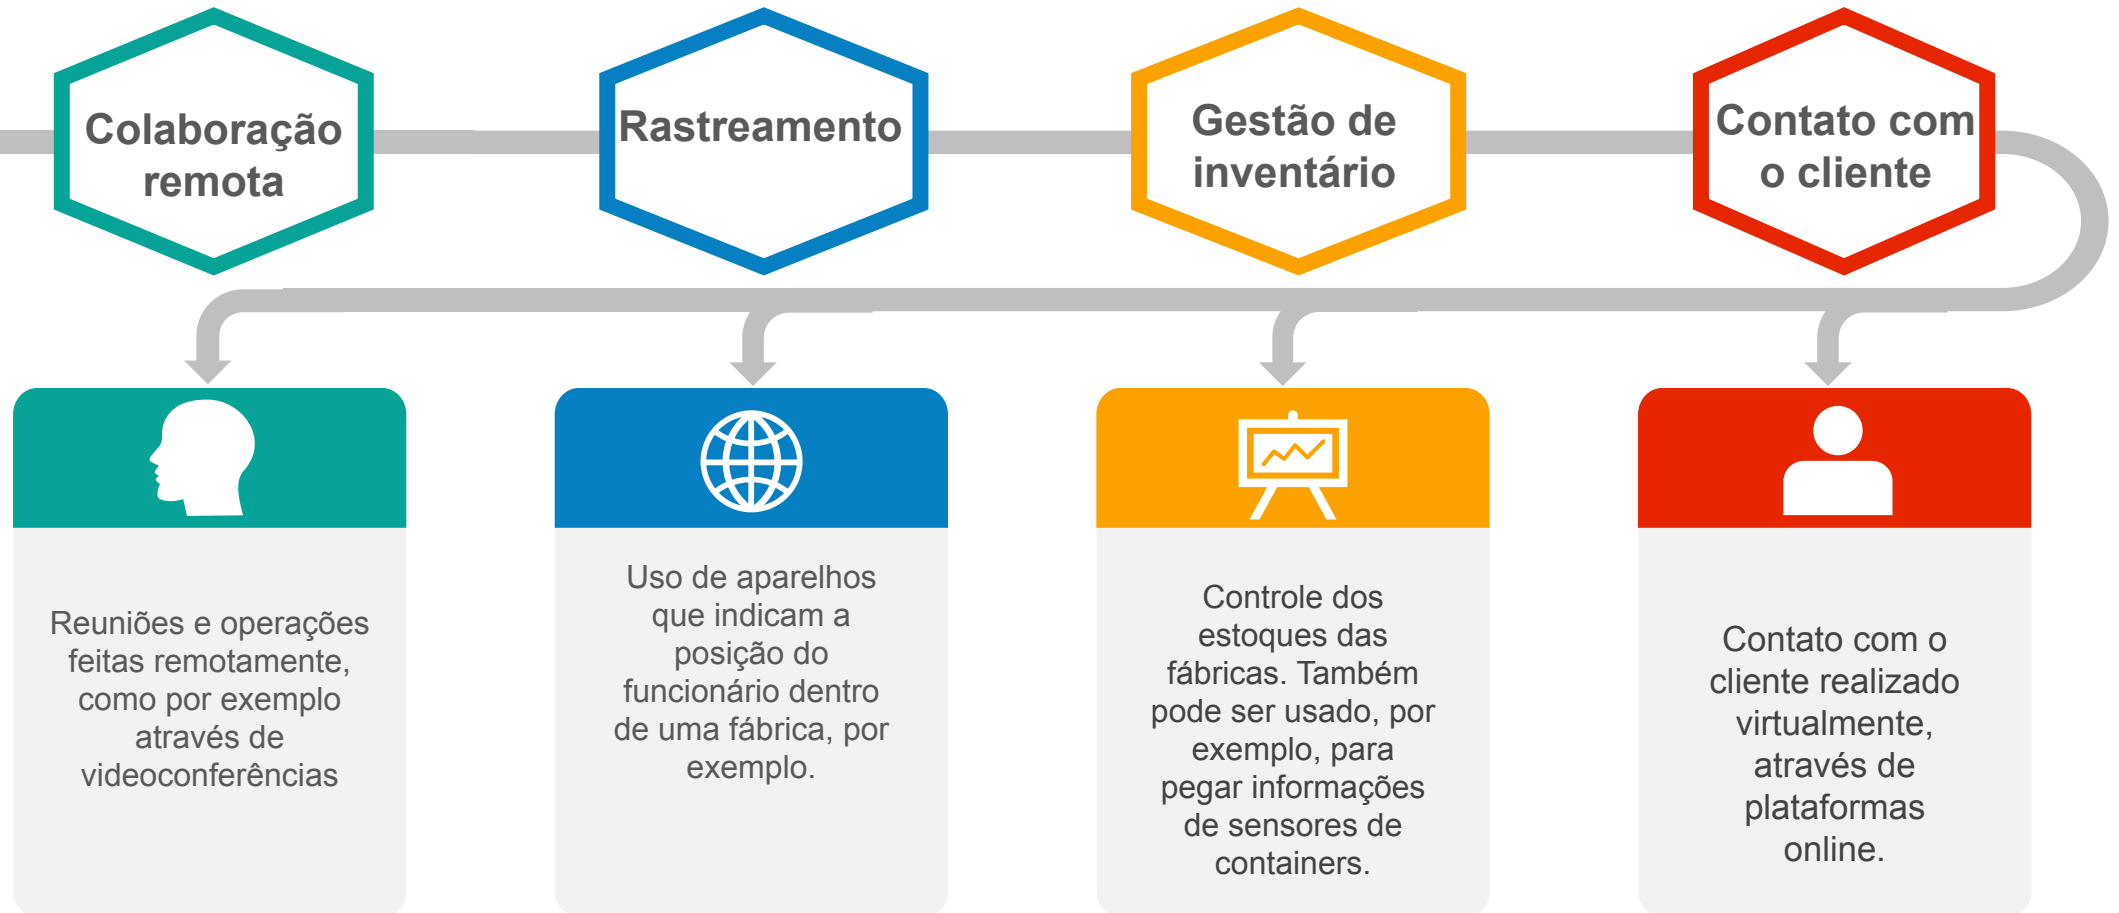 Colaboração
remota
Rastreamento
Gestão de
inventário
Contato com
o cliente
Reuniões e operações
feitas remotamente,
como por exemplo
através de
videoconferências
Uso de aparelhos
que indicam a
posição do
funcionário dentro
de uma fábrica, por
exemplo.
Controle dos
estoques das
fábricas. Também
pode ser usado, por
exemplo, para
pegar informações
de sensores de
containers.
Contato com o
cliente realizado
virtualmente,
através de
plataformas
online.